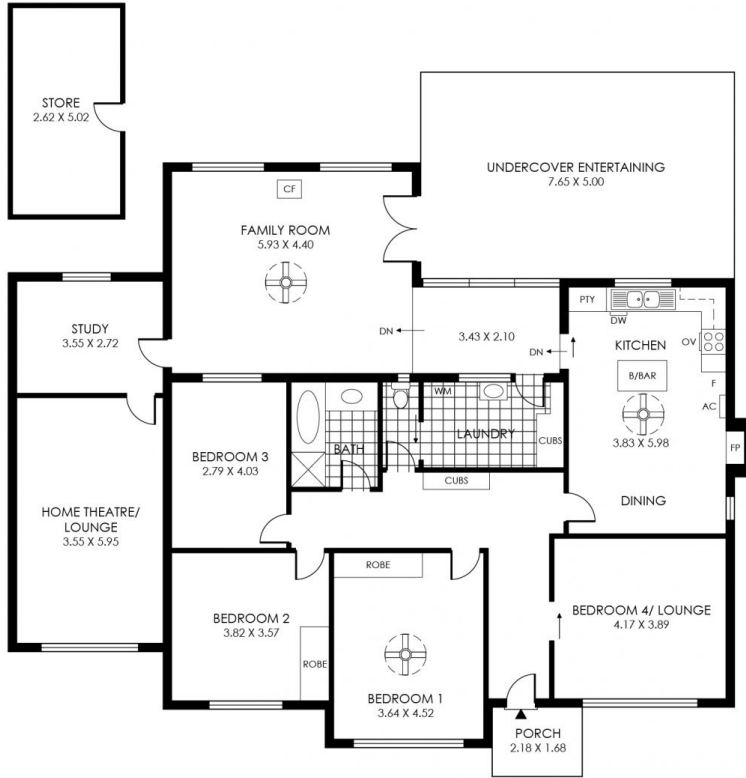 STORE
2.62 X 5.02
UNDERCOVER ENTERTAINING
7.65 X 5.00
CF
FAMILY ROOM
5.93 X 4.40
STUDY
3.55 X 2.72
DN
3.43 X 2.10
DN
PTY
DW
KITCHEN
OV
B/BAR
F
AC
3.83 X 5.98
FP
DINING
WM
LAUNDRY
CUBS
BATH
BEDROOM 3
2.79 X 4.03
CUBS
HOME THEATRE/
LOUNGE
3.55 X 5.95
ROBE
BEDROOM 2
3.82 X 3.57
ROBE
BEDROOM 4/ LOUNGE
4.17 X 3.89
BEDROOM 1
3.64 X 4.52
PORCH
2.18 X 1.68